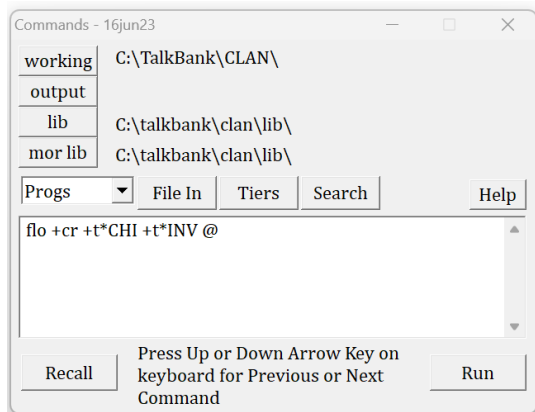 Commands - 16jun23
working C:\TalkBank\CLAN\
output
lib C:\talkbank\clan\lib\
mor lib C:\talkbank\clan\lib\
Progs File In Tiers Search Help
flo +cr +t*CHI +t*INV @
Recall Press Up or Down Arrow Key on keyboard for Previous or Next Command Run